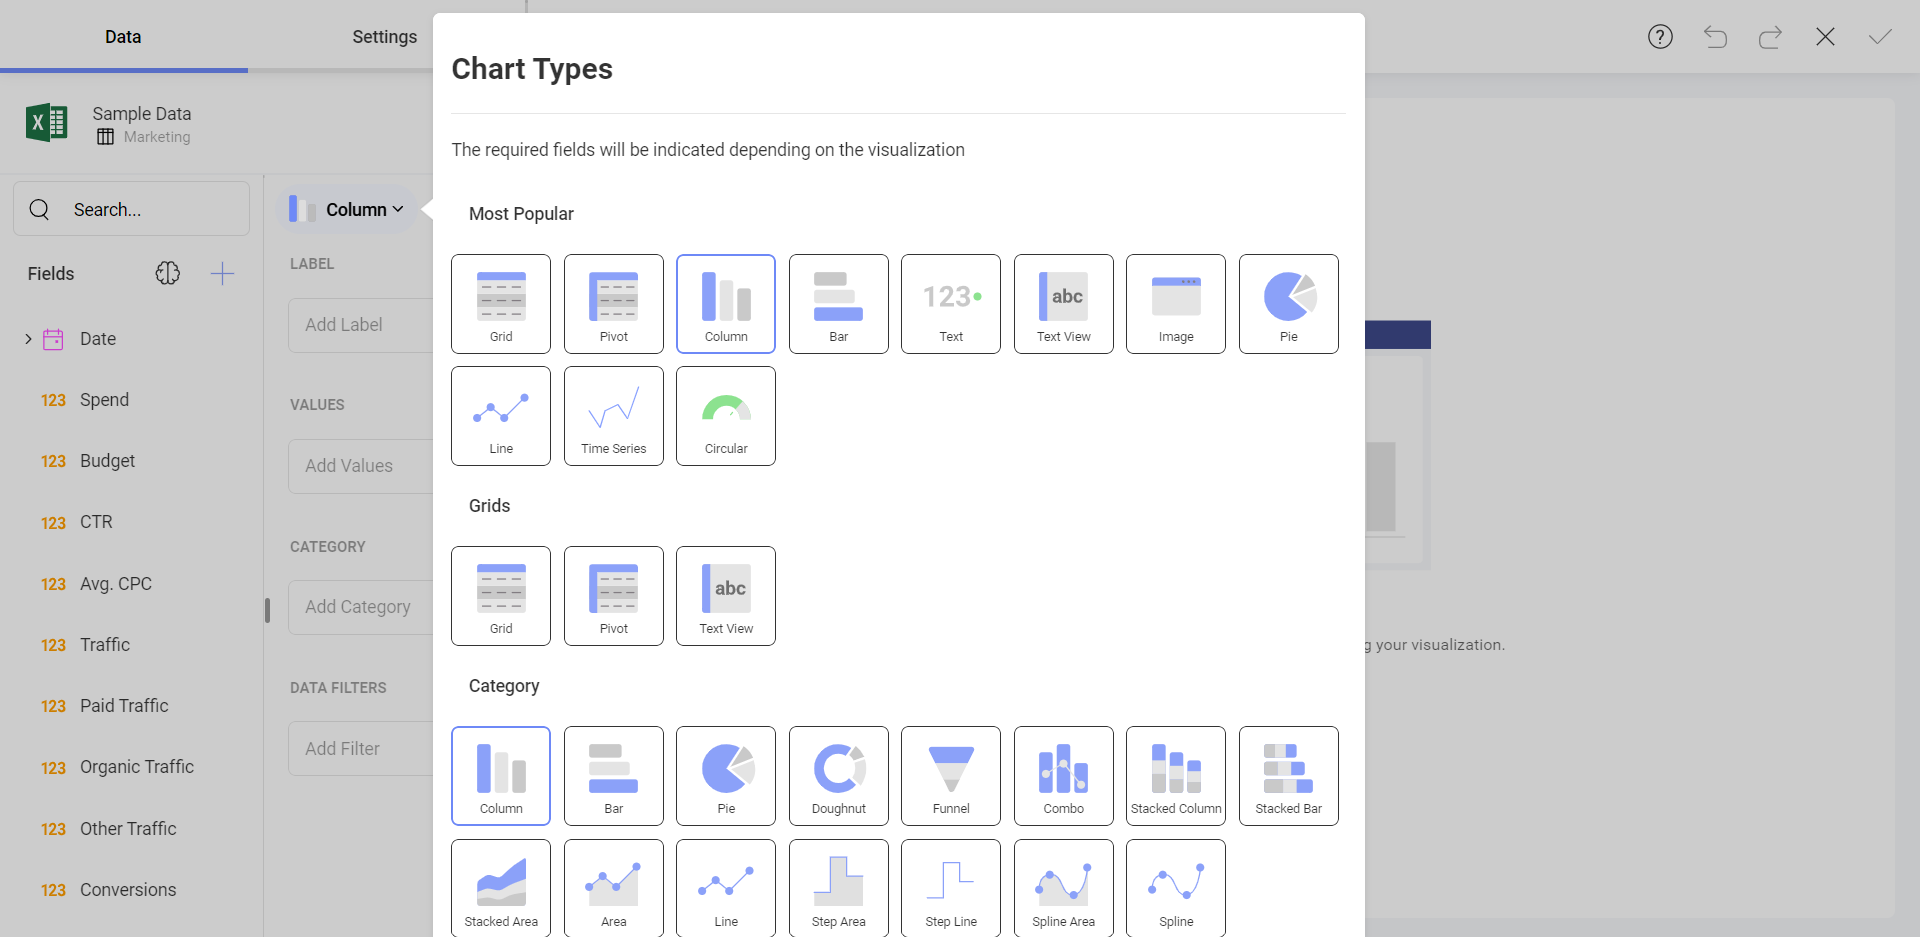 Data
Settings
Sample Data
Marketing
Search...
Fields
Date
123 Spend
123 Budget
123 CTR
123 Avg. CPC
123 Traffic
123 Paid Traffic
123 Organic Traffic
123 Other Traffic
123 Conversions
Column
LABEL
Add Label
VALUES
Add Values
CATEGORY
Add Category
DATA FILTERS
Add Filter
Chart Types
The required fields will be indicated depending on the visualization
Most Popular
Grid
Pivot
Column
Bar
123
Text
abc
Text View
Image
Pie
Line
Time Series
Circular
Grids
Grid
Pivot
abc
Text View
Category
Column
Bar
Pie
Doughnut
Funnel
Combo
Stacked Column
Stacked Bar
Stacked Area
Area
Line
Step Area
Step Line
Spline Area
Spline
g your visualization.